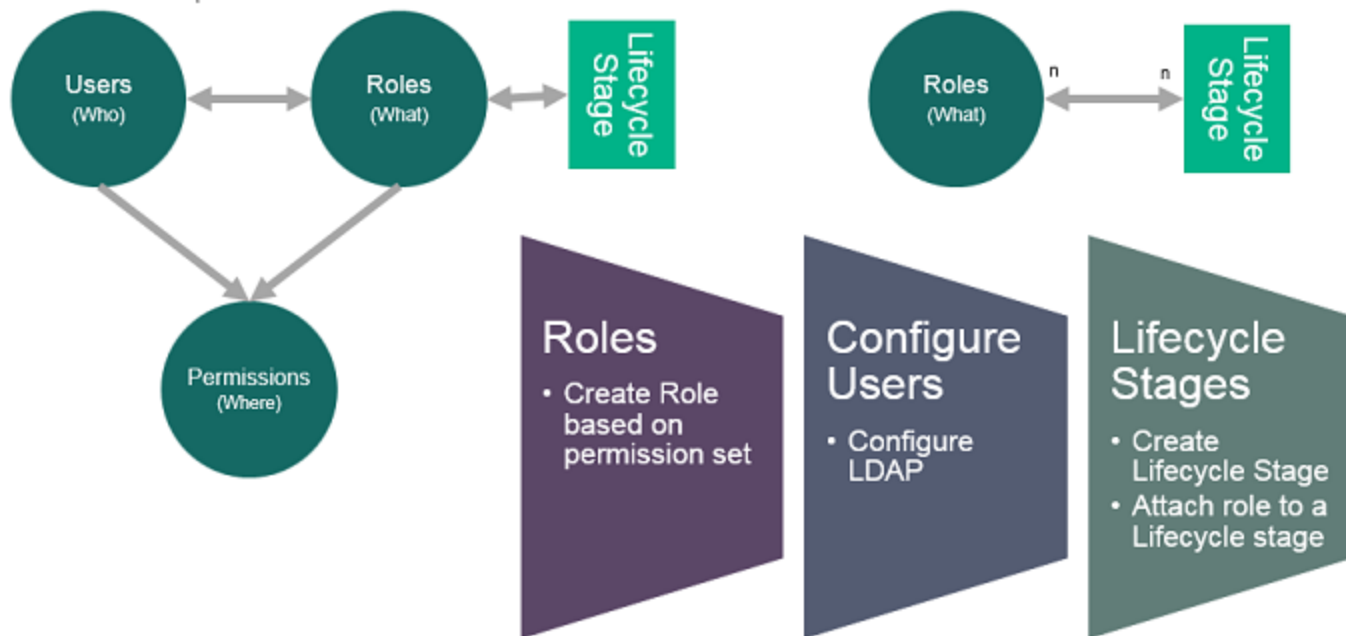 Users
(Who)
Roles
(What)
Lifecycle
Stage
Roles
(What)
n
n
Lifecycle
Stage
Permissions
(Where)
Roles
• Create Role
based on
permission set
Configure
Users
• Configure
LDAP
Lifecycle
Stages
• Create
Lifecycle Stage
• Attach role to a
Lifecycle stage